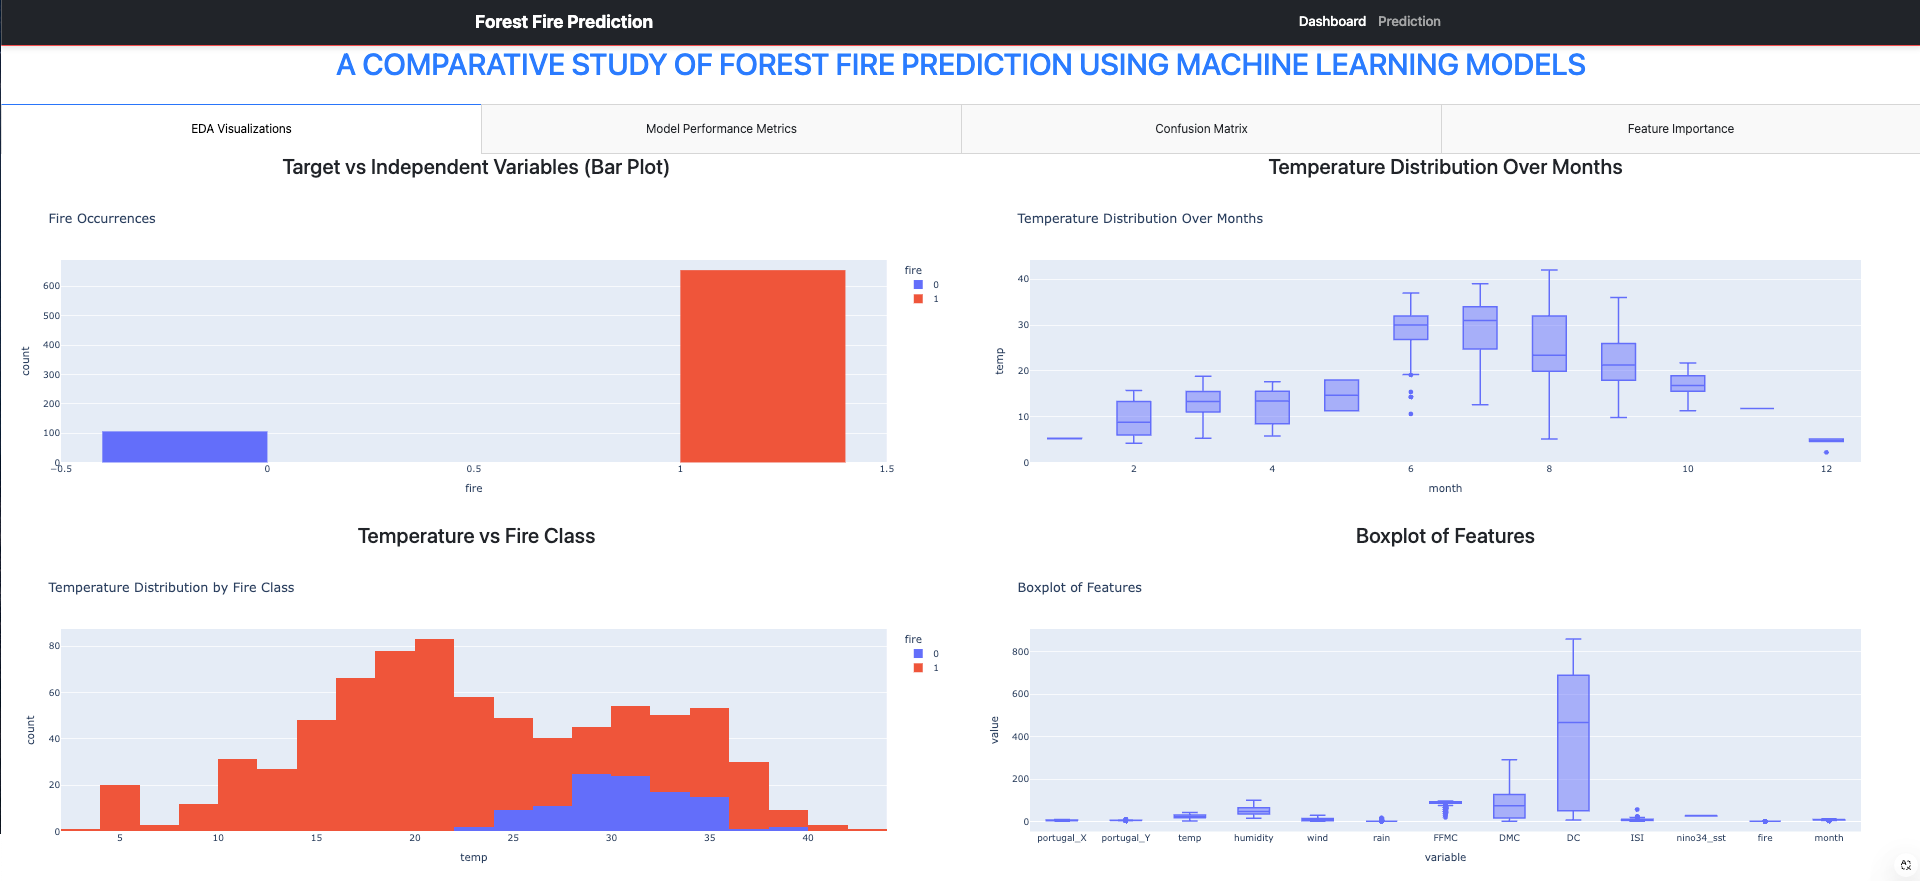 Forest Fire Prediction
Dashboard Prediction
A COMPARATIVE STUDY OF FOREST FIRE PREDICTION USING MACHINE LEARNING MODELS
EDA Visualizations
Model Performance Metrics
Confusion Matrix
Feature Importance
Target vs Independent Variables (Bar Plot)
Fire Occurrences
600
500
400
300
200
100
0
count
−0.5 0 0.5 1 1.5
fire
fire
0
1
Temperature Distribution Over Months
Temperature Distribution Over Months
40
30
20
10
0
temp
2 4 6 8 10 12
month
Temperature vs Fire Class
Temperature Distribution by Fire Class
80
60
40
20
0
count
5 10 15 20 25 30 35 40
temp
fire
0
1
Boxplot of Features
Boxplot of Features
800
600
400
200
0
value
portugal_X portugal_Y temp humidity wind rain FFMC DMC DC ISI nino34_sst fire month
variable